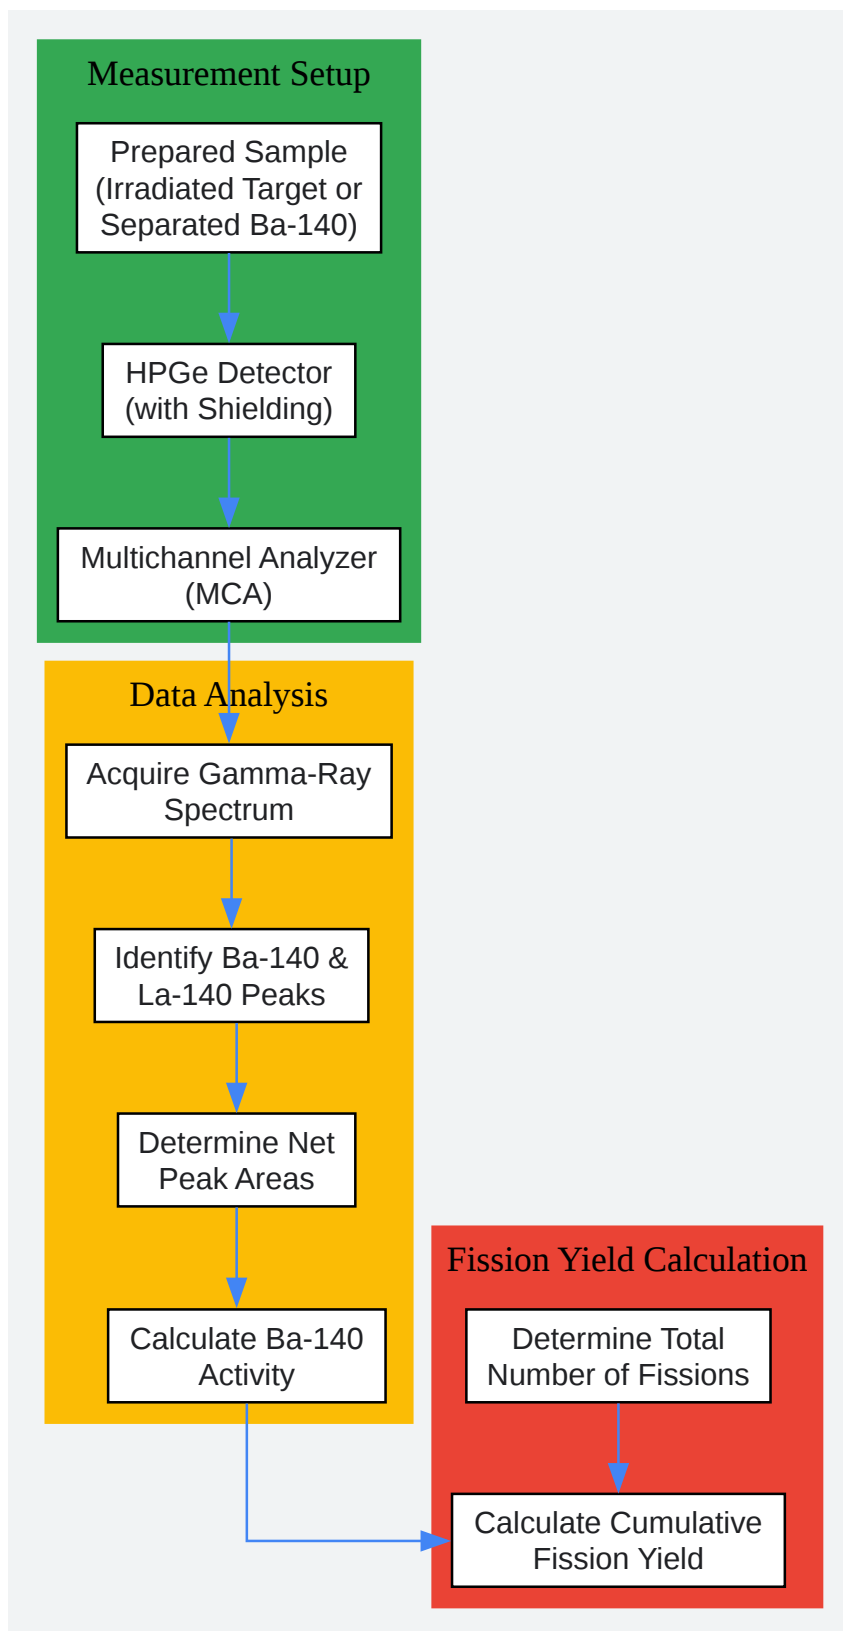 Measurement Setup
Prepared Sample
(Irradiated Target or
Separated Ba-140)
HPGe Detector
(with Shielding)
Multichannel Analyzer
(MCA)
Data Analysis
Acquire Gamma-Ray
Spectrum
Identify Ba-140 &
La-140 Peaks
Determine Net
Peak Areas
Calculate Ba-140
Activity
Fission Yield Calculation
Determine Total
Number of Fissions
Calculate Cumulative
Fission Yield